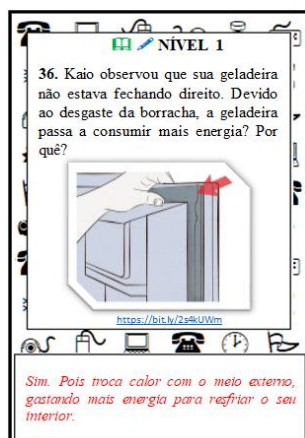 NÍVEL 1
36. Kaio observou que sua geladeira
não estava fechando direito. Devido
ao desgaste da borracha, a geladeira
passa a consumir mais energia? Por
quê?
https://bit.ly/2s4kUWm
Sim. Pois troca calor com o meio externo,
gastando mais energia para resfriar o seu
interior.